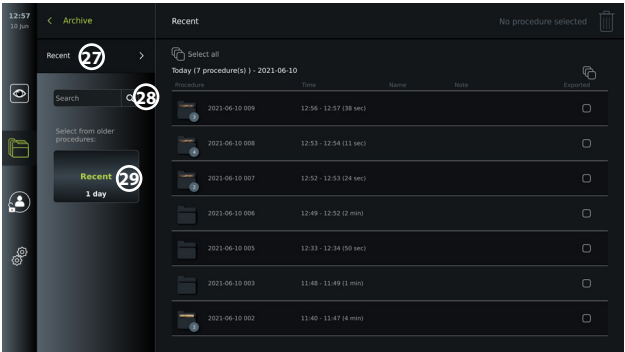 12:57
10 Jun
Archive
Recent
No procedure selected
Recent
27
Search
28
Select from older
procedures:
Recent
29
1 day
Select all
Today (7 procedure(s) ) - 2021-06-10
Procedure Time Name Note Exported
3 2021-06-10 009 12:56 - 12:57 (38 sec)
4 2021-06-10 008 12:53 - 12:54 (11 sec)
3 2021-06-10 007 12:52 - 12:53 (24 sec)
2021-06-10 006 12:49 - 12:52 (2 min)
2021-06-10 005 12:33 - 12:34 (50 sec)
2021-06-10 003 11:48 - 11:49 (1 min)
2 2021-06-10 002 11:40 - 11:47 (4 min)